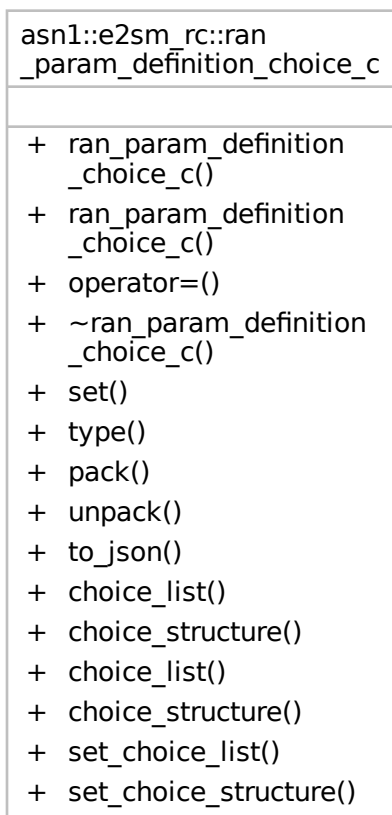 asn1::e2sm_rc::ran
_param_definition_choice_c
+ ran_param_definition
_choice_c()
+ ran_param_definition
_choice_c()
+ operator=()
+ ~ran_param_definition
_choice_c()
+ set()
+ type()
+ pack()
+ unpack()
+ to_json()
+ choice_list()
+ choice_structure()
+ choice_list()
+ choice_structure()
+ set_choice_list()
+ set_choice_structure()